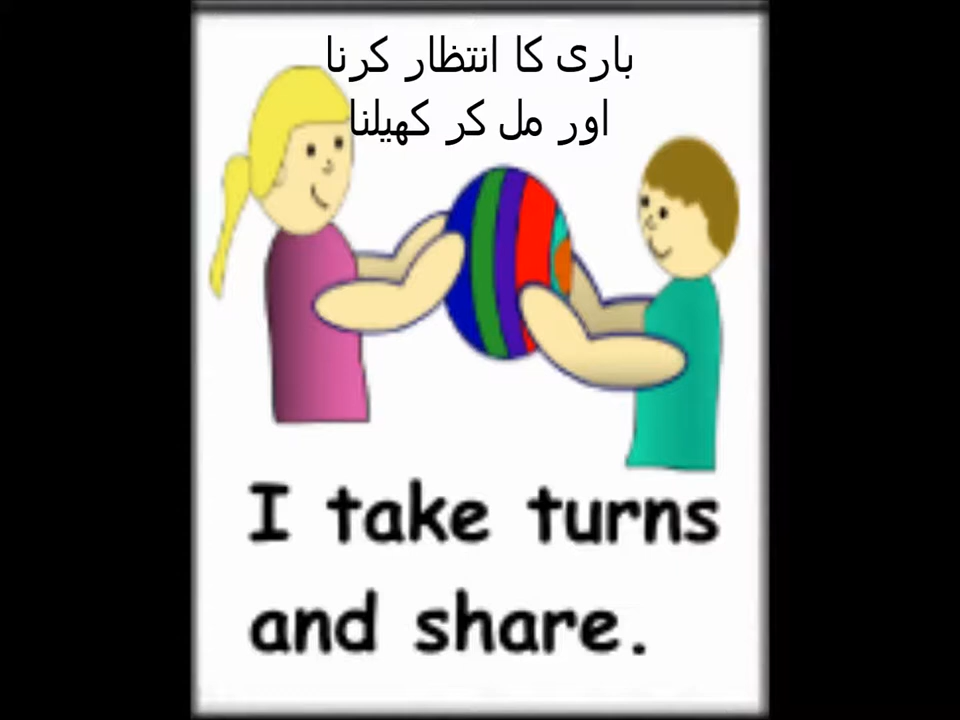 باری کا انتظار کرنا
اور مل کر کھیلنا
I take turns
and share.